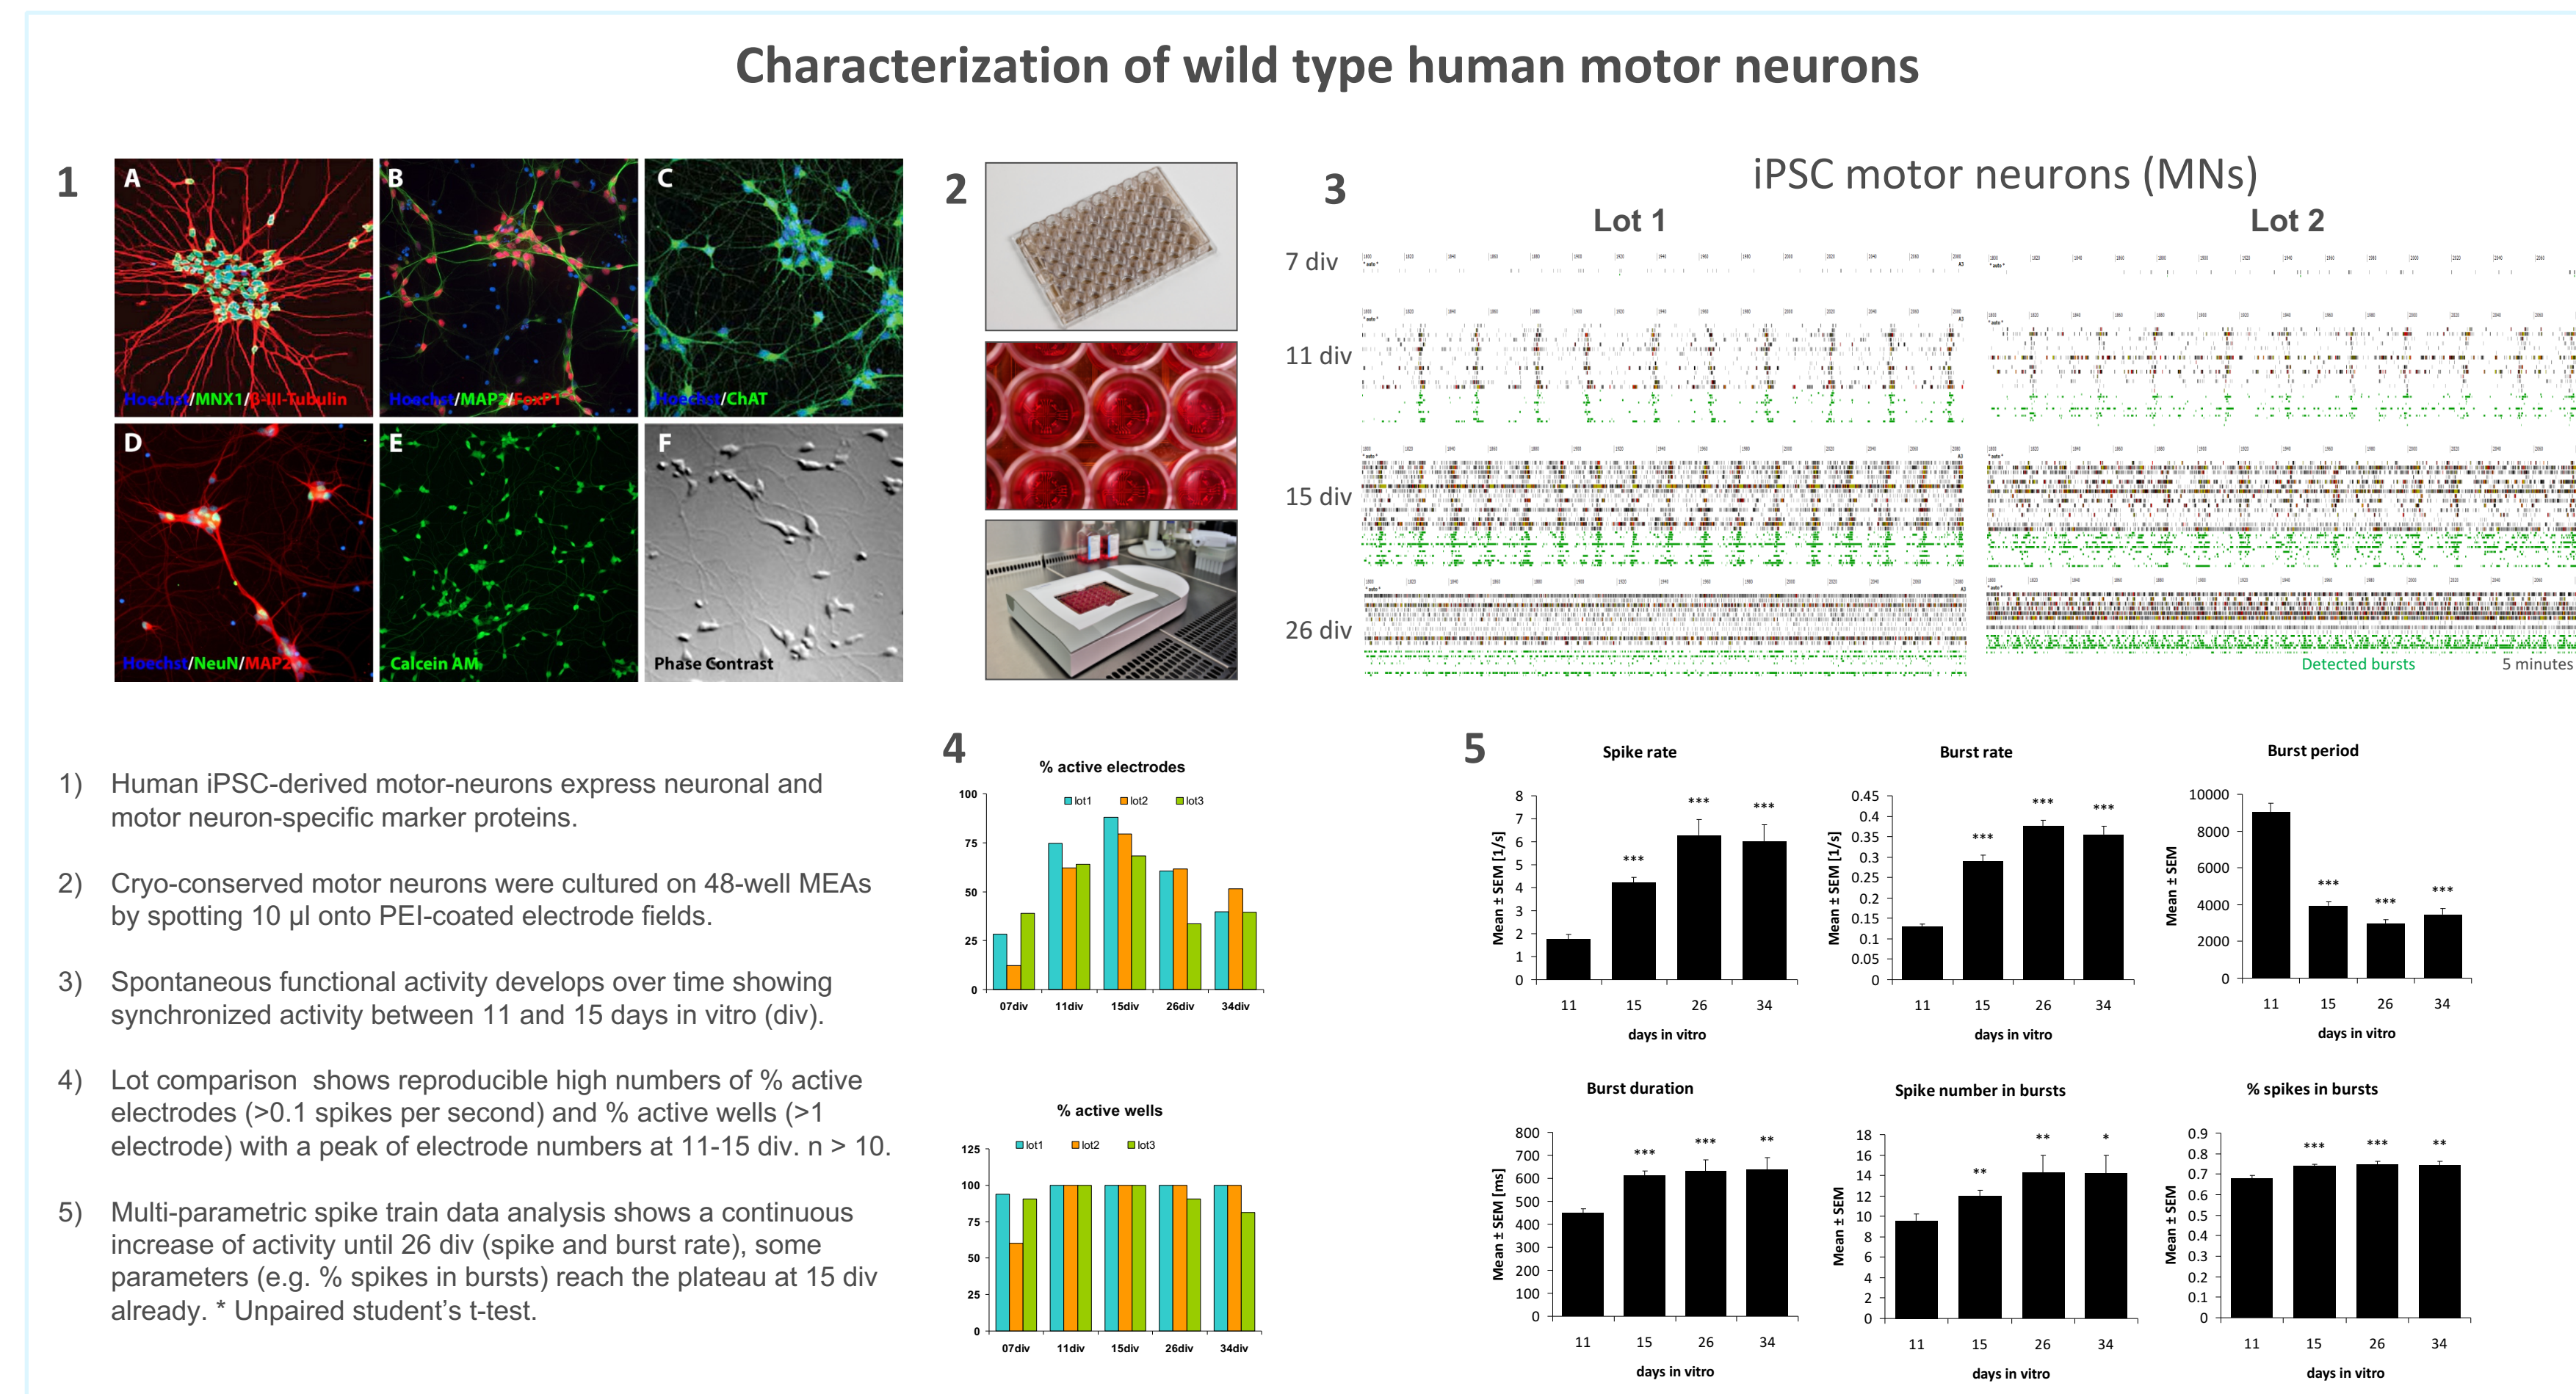 Characterization of wild type human motor neurons
1
A
B
C
Hoechst/MNX1/β-III-Tubulin
Hoechst/MAP2/FoxP1
Hoechst/ChAT
D
E
F
Hoechst/NeuN/MAP2
Calcein AM
Phase Contrast
2
3
iPSC motor neurons (MNs)
Lot 1
Lot 2
7 div
11 div
15 div
26 div
Detected bursts
5 minutes
1) Human iPSC-derived motor-neurons express neuronal and
motor neuron-specific marker proteins.
2) Cryo-conserved motor neurons were cultured on 48-well MEAs
by spotting 10 µl onto PEI-coated electrode fields.
3) Spontaneous functional activity develops over time showing
synchronized activity between 11 and 15 days in vitro (div).
4) Lot comparison shows reproducible high numbers of % active
electrodes (>0.1 spikes per second) and % active wells (>1
electrode) with a peak of electrode numbers at 11-15 div. n > 10.
5) Multi-parametric spike train data analysis shows a continuous
increase of activity until 26 div (spike and burst rate), some
parameters (e.g. % spikes in bursts) reach the plateau at 15 div
already. * Unpaired student's t-test.
4
% active electrodes
lot1 lot2 lot3
100
75
50
25
0
07div 11div 15div 26div 34div
% active wells
lot1 lot2 lot3
125
100
75
50
25
0
07div 11div 15div 26div 34div
5
Spike rate
Mean ± SEM [1/s]
8
7
6
5
4
3
2
1
0
*** *** ***
11 15 26 34
days in vitro
Burst rate
Mean ± SEM [1/s]
0.45
0.4
0.35
0.3
0.25
0.2
0.15
0.1
0.05
0
*** *** ***
11 15 26 34
days in vitro
Burst period
Mean ± SEM
10000
8000
6000
4000
2000
0
*** *** ***
11 15 26 34
days in vitro
Burst duration
Mean ± SEM [ms]
800
700
600
500
400
300
200
100
0
*** *** **
11 15 26 34
days in vitro
Spike number in bursts
Mean ± SEM
18
16
14
12
10
8
6
4
2
0
** ** *
11 15 26 34
days in vitro
% spikes in bursts
Mean ± SEM
0.9
0.8
0.7
0.6
0.5
0.4
0.3
0.2
0.1
0
*** *** **
11 15 26 34
days in vitro